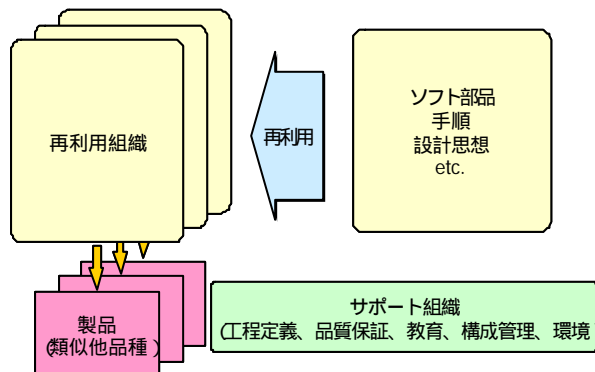 再利用組織
再利用
ソフト部品
手順
設計思想
etc.
製品
(類似他品種)
サポート組織
(工程定義、品質保証、教育、構成管理、環境)